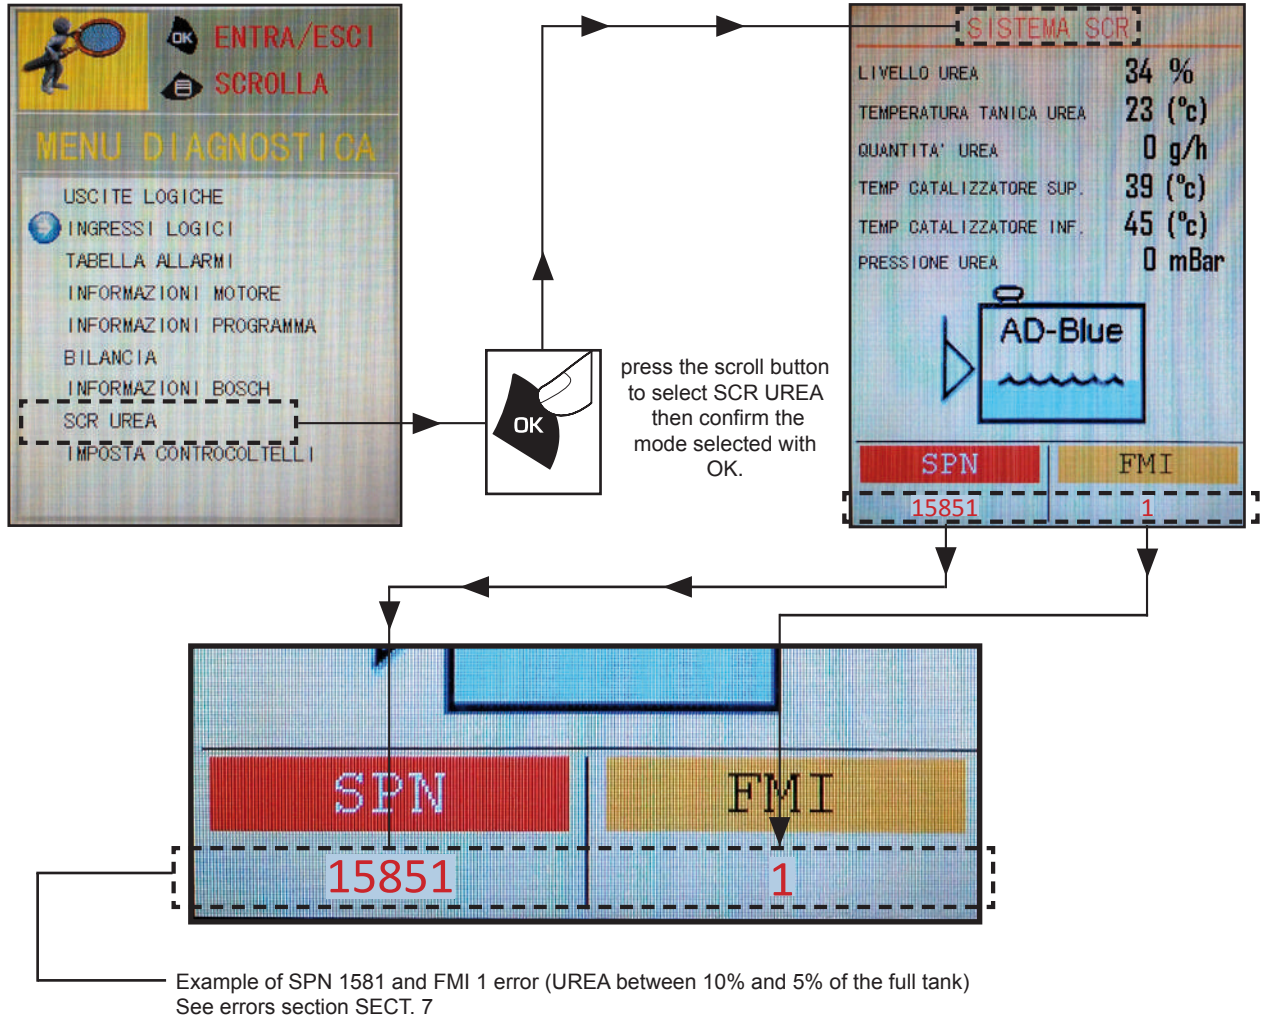 OK ENTRA/ESCI
SCROLLA
MENU DIAGNOSTICA
USCITE LOGICHE
INGRESSI LOGICI
TABELLA ALLARMI
INFORMAZIONI MOTORE
INFORMAZIONI PROGRAMMA
BILANCIA
INFORMAZIONI BOSCH
SCR UREA
IMPOSTA CONTROCOLTELLI
OK
press the scroll button
to select SCR UREA
then confirm the
mode selected with
OK.
SISTEMA SCR
LIVELLO UREA 34 %
TEMPERATURA TANICA UREA 23 (°c)
QUANTITA' UREA 0 g/h
TEMP CATALIZZATORE SUP. 39 (°c)
TEMP CATALIZZATORE INF. 45 (°c)
PRESSIONE UREA 0 mBar
AD-Blue
SPN FMI
15851 1
SPN FMI
15851 1
Example of SPN 1581 and FMI 1 error (UREA between 10% and 5% of the full tank)
See errors section SECT. 7